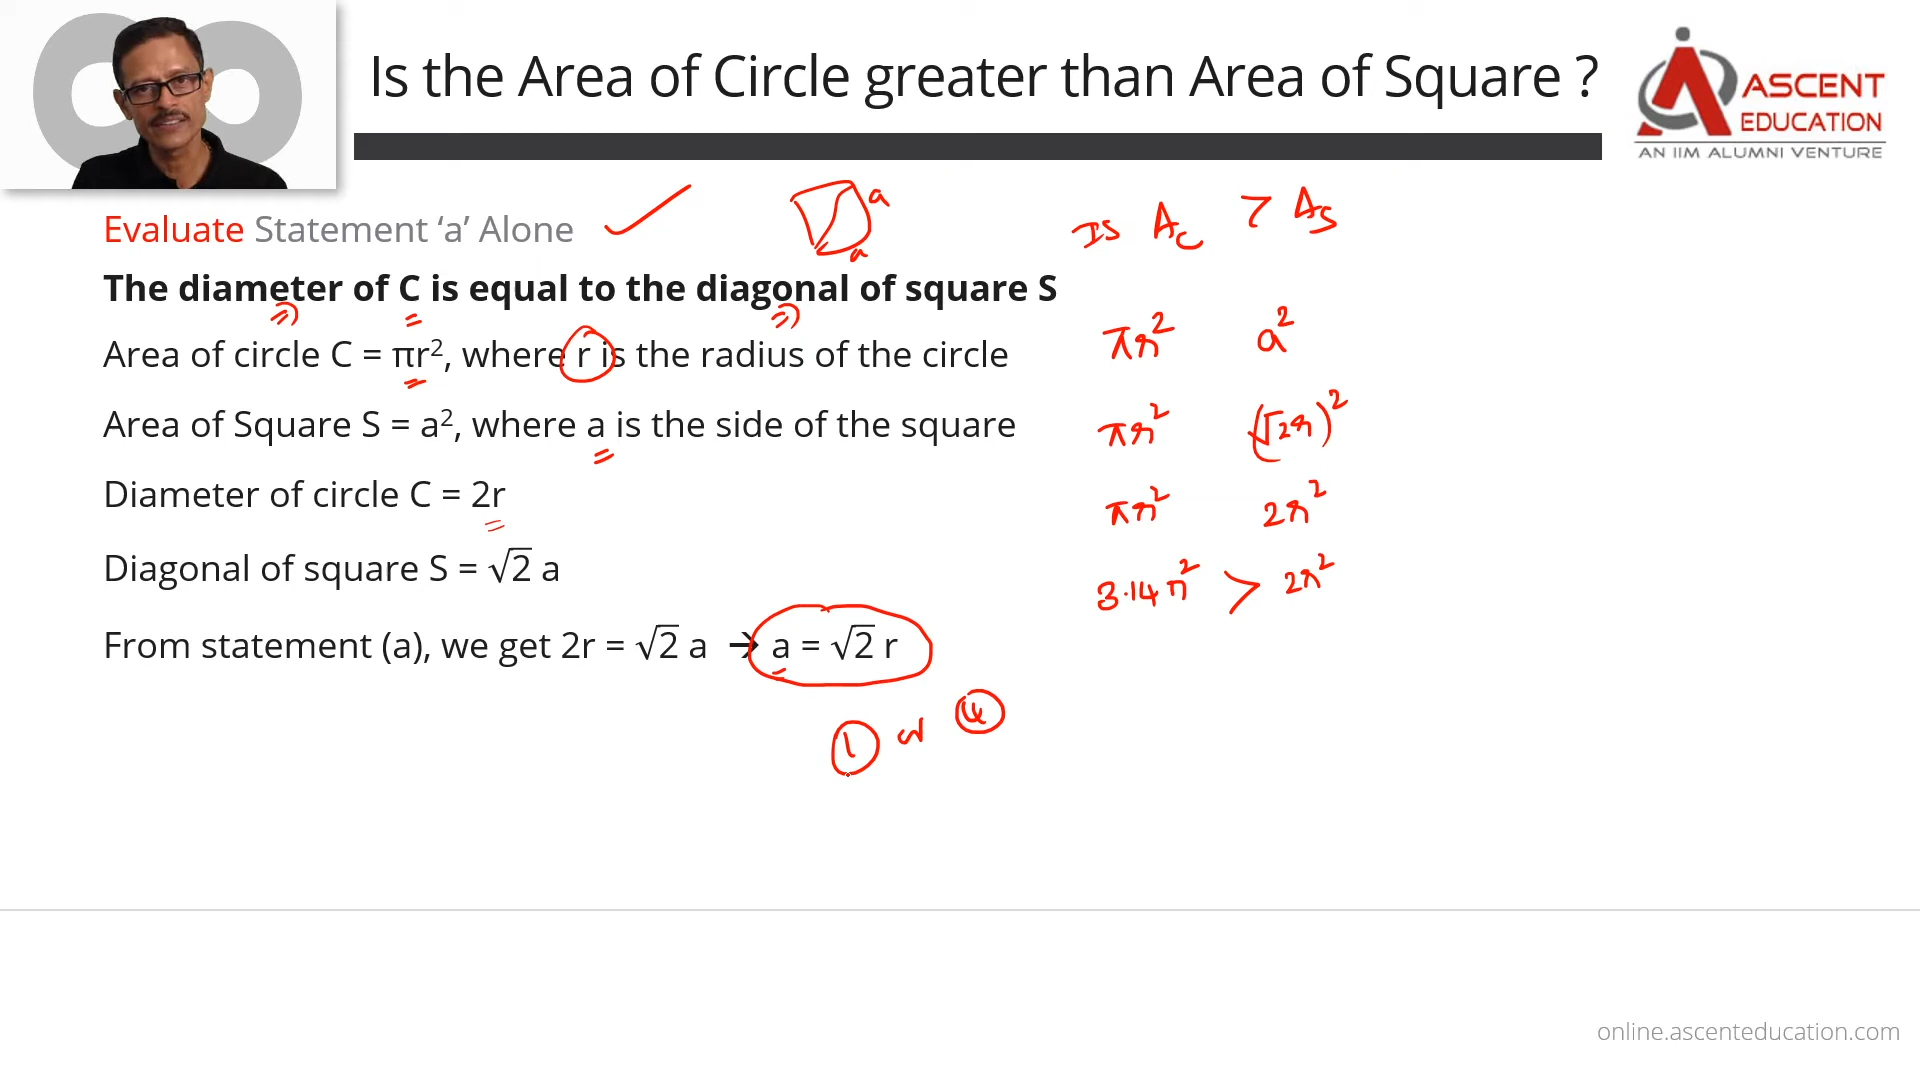 Is the Area of Circle greater than Area of Square ?
ASCENT
EDUCATION
AN IIM ALUMNI VENTURE
Evaluate Statement ‘a’ Alone
a
a
Is A_C > A_S
The diameter of C is equal to the diagonal of square S
πr² a²
Area of circle C = πr², where r is the radius of the circle
Area of Square S = a², where a is the side of the square
πr² (√2r)²
Diameter of circle C = 2r
πr² 2r²
Diagonal of square S = √2 a
3.14r² > 2r²
From statement (a), we get 2r = √2 a → a = √2 r
1 or 4
online.ascenteducation.com